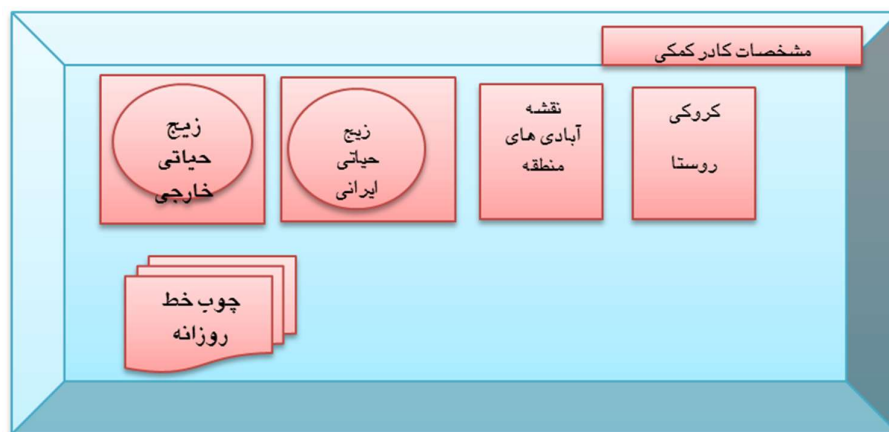 مشخصات کادر کمکی
کروکی
روستا
نقشه
آبادی های
منطقه
زیج
حیاتی
ایرانی
زیج
حیاتی
خارجی
چوب خط
روزانه